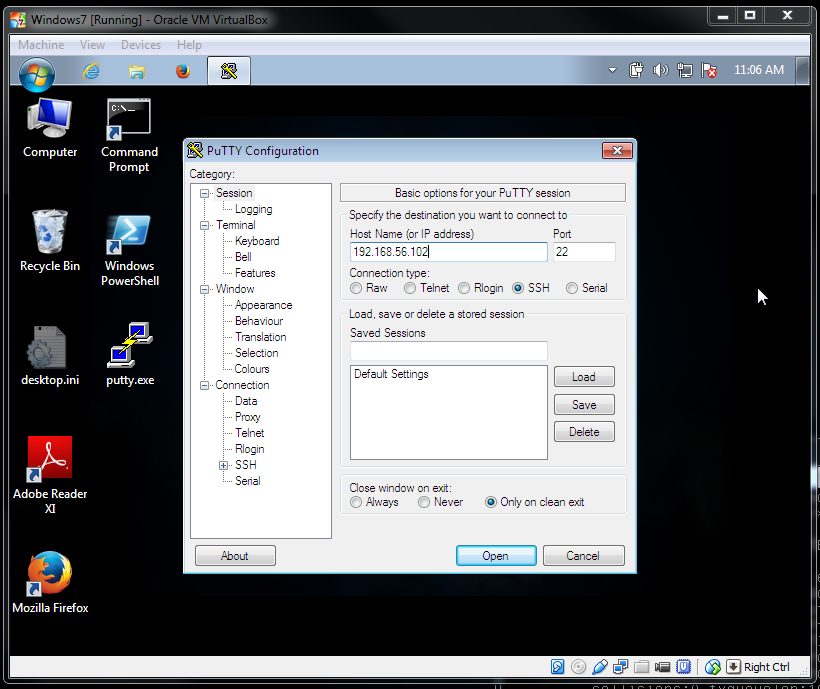 Windows7 [Running] - Oracle VM VirtualBox
Machine View Devices Help
11:06 AM
Computer
Command Prompt
Recycle Bin
Windows PowerShell
desktop.ini
putty.exe
Adobe Reader XI
Mozilla Firefox
PuTTY Configuration
Category:
Session
Logging
Terminal
Keyboard
Bell
Features
Window
Appearance
Behaviour
Translation
Selection
Colours
Connection
Data
Proxy
Telnet
Rlogin
SSH
Serial
Basic options for your PuTTY session
Specify the destination you want to connect to
Host Name (or IP address) Port
192.168.56.102 22
Connection type:
Raw Telnet Rlogin SSH Serial
Load, save or delete a stored session
Saved Sessions
Default Settings
Load
Save
Delete
Close window on exit:
Always Never Only on clean exit
About Open Cancel
Right Ctrl